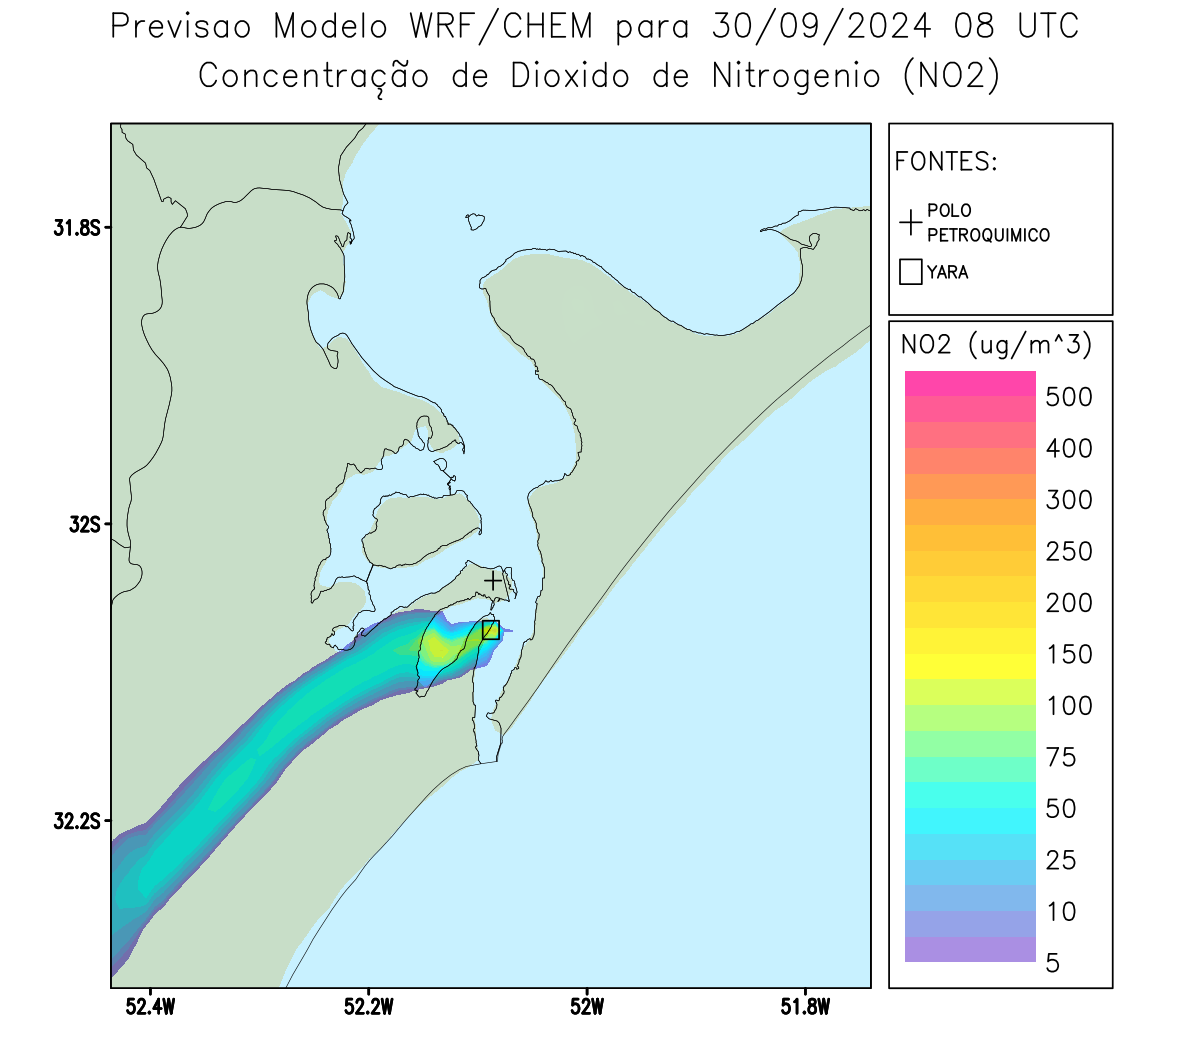 Previsao Modelo WRF/CHEM para 30/09/2024 08 UTC
Concentração de Dioxido de Nitrogenio (NO2)
FONTES:
POLO
PETROQUIMICO
YARA
NO2 (ug/m^3)
500
400
300
250
200
150
100
75
50
25
10
5
31.8S
32S
32.2S
52.4W
52.2W
52W
51.8W